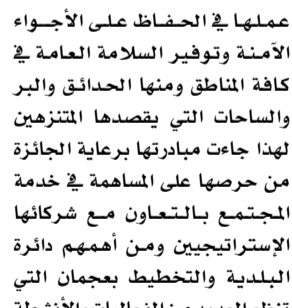 عملها في الحفاظ على الأجواء
الآمنة وتوفير السلامة العامة في
كافة المناطق ومنها الحدائق والبر
والساحات التي يقصدها المتنزهين
لهذا جاءت مبادرتها برعاية الجائزة
من حرصها على المساهمة في خدمة
المجتمع بالتعاون مع شركائها
الإستراتيجيين ومن أهمهم دائرة
البلدية والتخطيط بعجمان التي